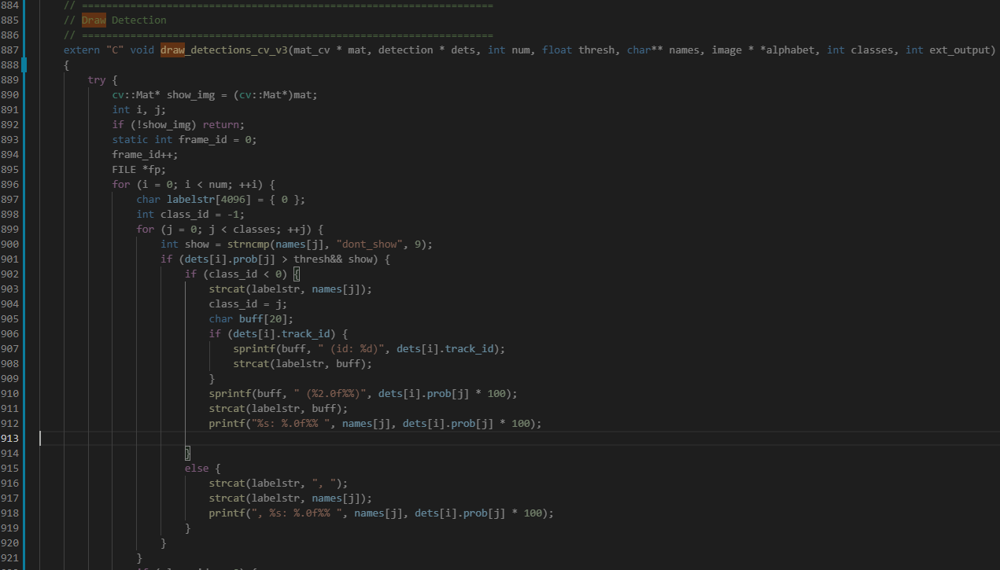 884 // ====================================================================
885 // Draw Detection
886 // ====================================================================
887 extern "C" void draw_detections_cv_v3(mat_cv * mat, detection * dets, int num, float thresh, char** names, image * *alphabet, int classes, int ext_output)
888 {
889 try {
890 cv::Mat* show_img = (cv::Mat*)mat;
891 int i, j;
892 if (!show_img) return;
893 static int frame_id = 0;
894 frame_id++;
895 FILE *fp;
896 for (i = 0; i < num; ++i) {
897 char labelstr[4096] = { 0 };
898 int class_id = -1;
899 for (j = 0; j < classes; ++j) {
900 int show = strncmp(names[j], "dont_show", 9);
901 if (dets[i].prob[j] > thresh&& show) {
902 if (class_id < 0) {
903 strcat(labelstr, names[j]);
904 class_id = j;
905 char buff[20];
906 if (dets[i].track_id) {
907 sprintf(buff, " (id: %d)", dets[i].track_id);
908 strcat(labelstr, buff);
909 }
910 sprintf(buff, " (%2.0f%%)", dets[i].prob[j] * 100);
911 strcat(labelstr, buff);
912 printf("%s: %.0f%% ", names[j], dets[i].prob[j] * 100);
913
914 }
915 else {
916 strcat(labelstr, ", ");
917 strcat(labelstr, names[j]);
918 printf(", %s: %.0f%% ", names[j], dets[i].prob[j] * 100);
919 }
920 }
921 }